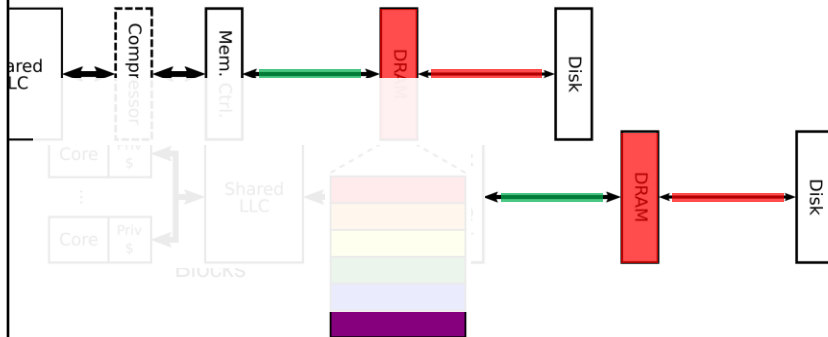 ared
LC
Compressor
Mem. Ctrl.
DRAM
Disk
Core
Priv
$
Shared
LLC
Core
Priv
$
Blocks
DRAM
Disk